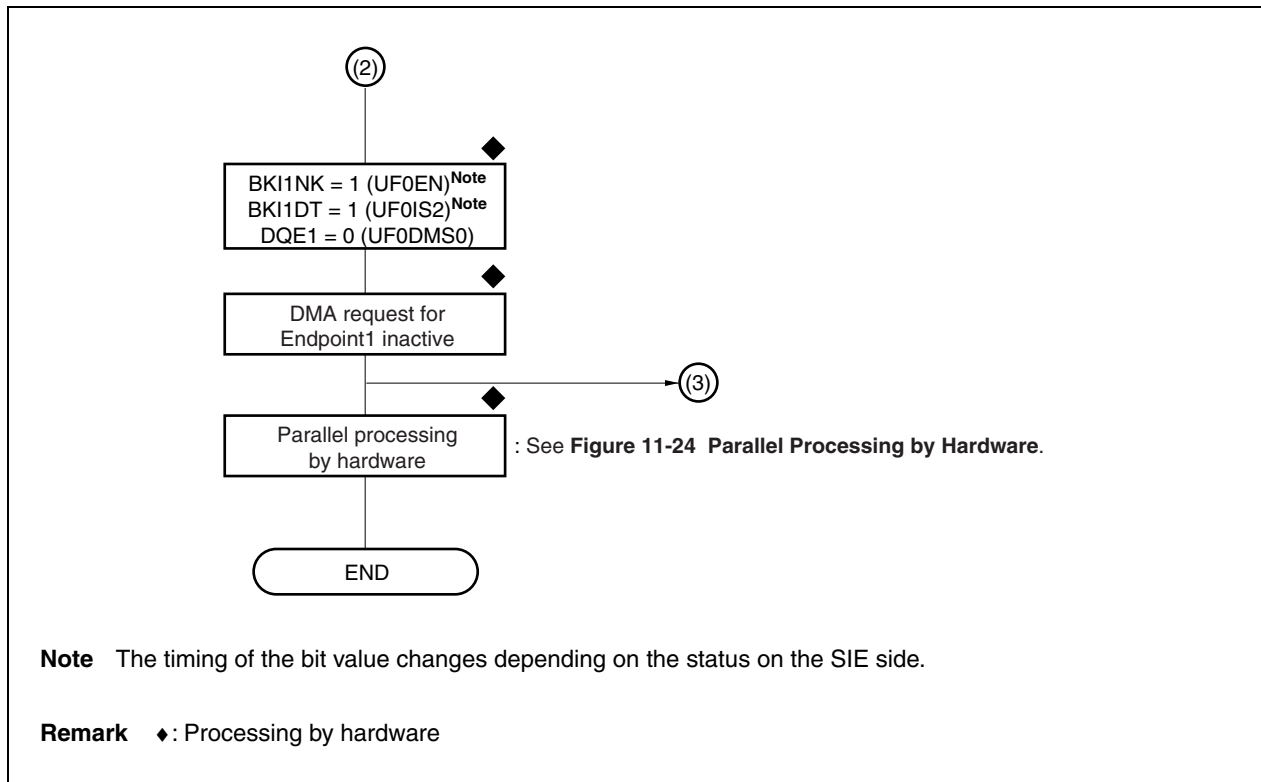 (2)
BKI1NK = 1 (UF0EN)Note
BKI1DT = 1 (UF0IS2)Note
DQE1 = 0 (UF0DMS0)
DMA request for
Endpoint1 inactive
(3)
Parallel processing
by hardware
: See Figure 11-24 Parallel Processing by Hardware.
END
Note The timing of the bit value changes depending on the status on the SIE side.
Remark ♦: Processing by hardware